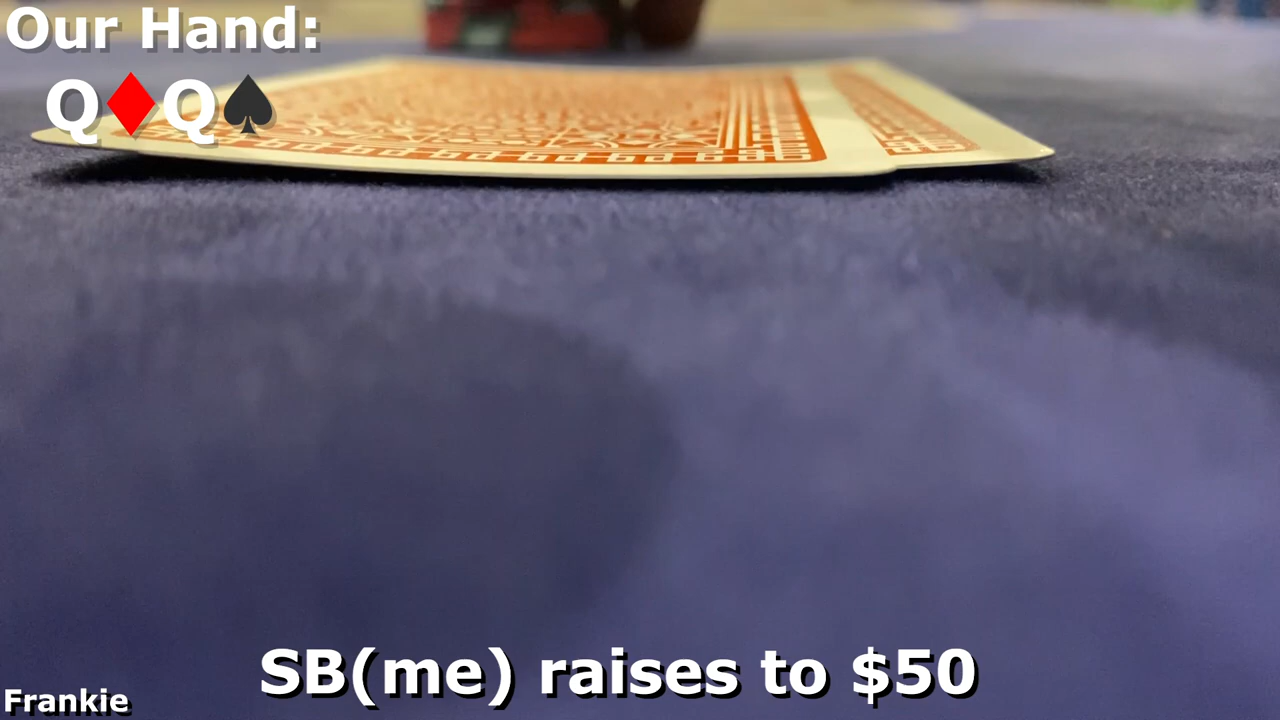 Our Hand:
Q♦Q♠
SB(me) raises to $50
Frankie